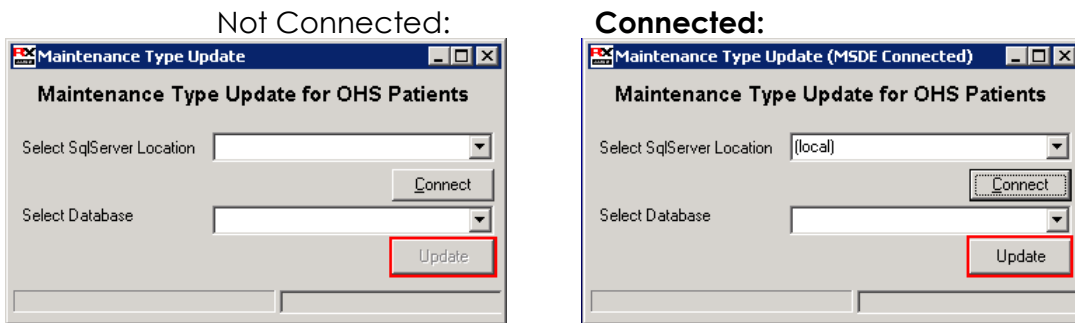 Not Connected:
Connected:
Maintenance Type Update
Maintenance Type Update for OHS Patients
Select SqlServer Location
Connect
Select Database
Update
Maintenance Type Update (MSDE Connected)
Maintenance Type Update for OHS Patients
Select SqlServer Location (local)
Connect
Select Database
Update